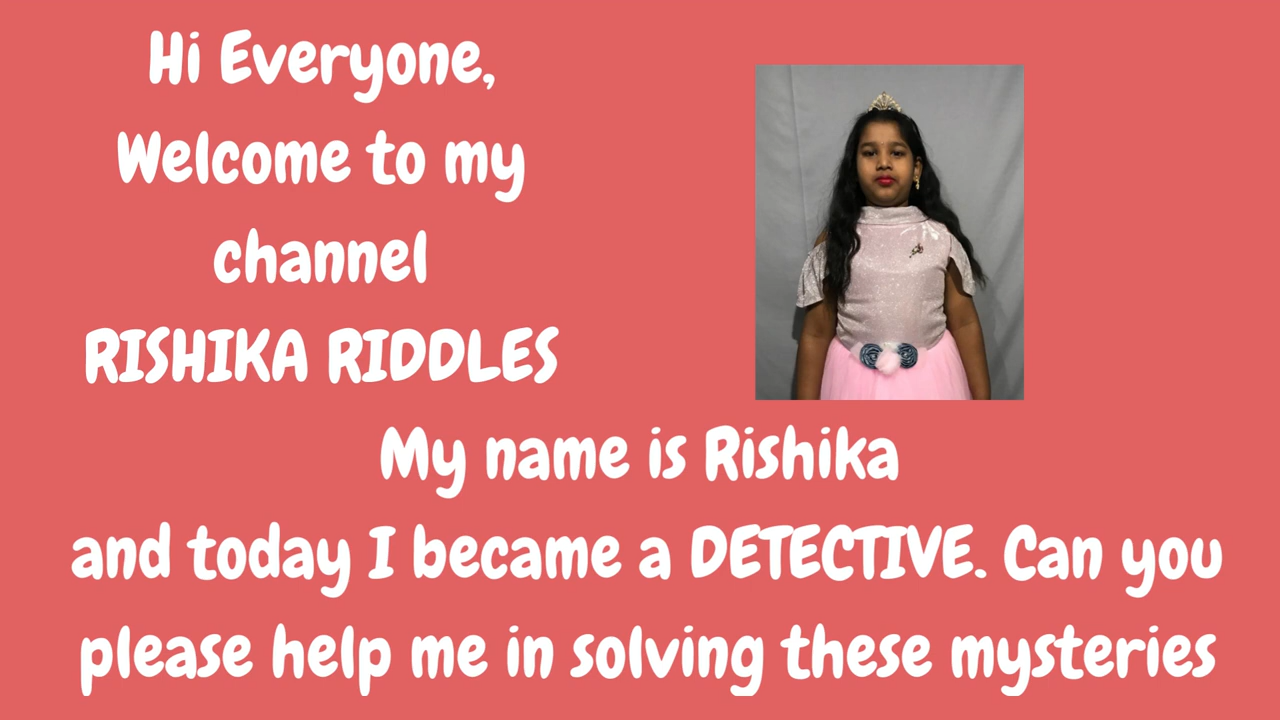 Hi Everyone,
Welcome to my
channel
RISHIKA RIDDLES
My name is Rishika
and today I became a DETECTIVE. Can you
please help me in solving these mysteries